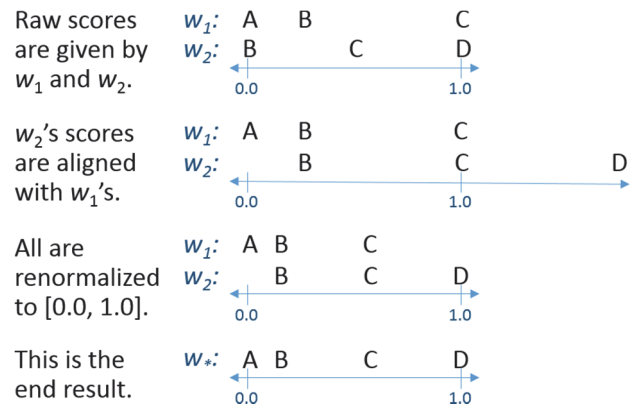 Raw scores w₁: A B C
are given by w₂: B C D
w₁ and w₂. 0.0 1.0
w₂'s scores w₁: A B C
are aligned w₂: B C D
with w₁'s. 0.0 1.0
All are w₁: A B C
renormalized w₂: B C D
to [0.0, 1.0]. 0.0 1.0
This is the w*: A B C D
end result. 0.0 1.0